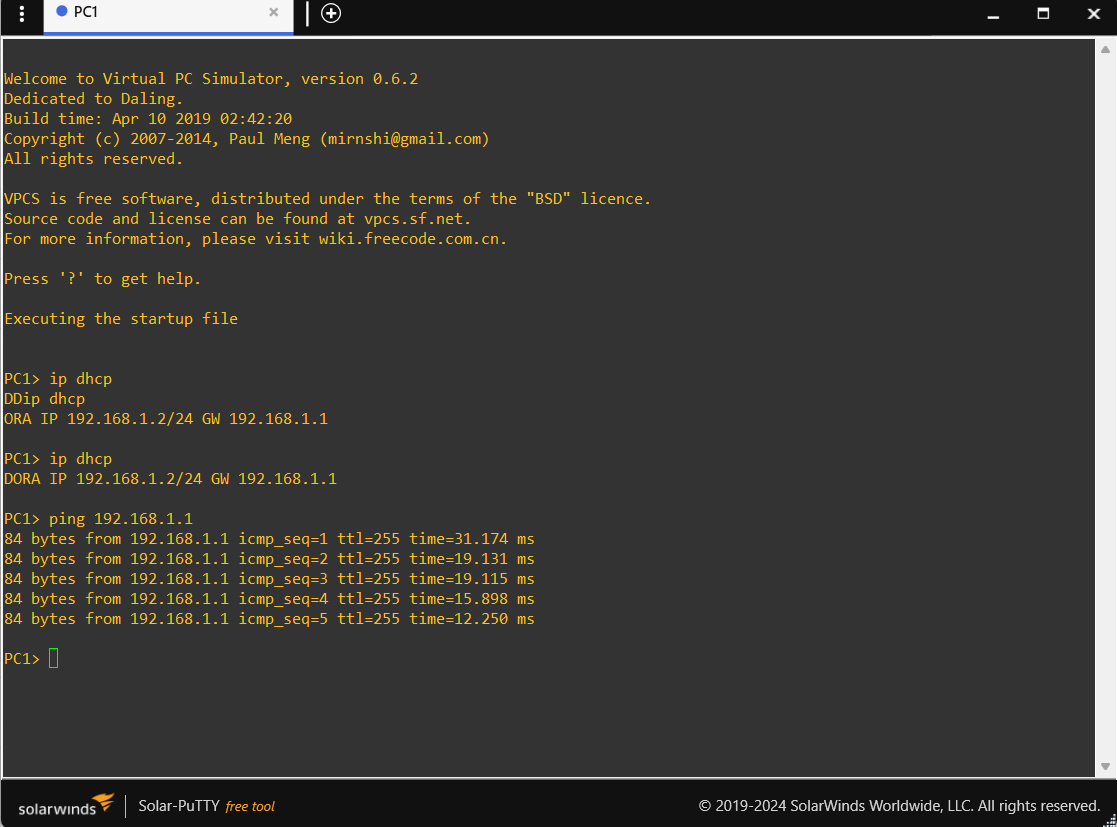 PC1
Welcome to Virtual PC Simulator, version 0.6.2
Dedicated to Daling.
Build time: Apr 10 2019 02:42:20
Copyright (c) 2007-2014, Paul Meng (mirnshi@gmail.com)
All rights reserved.
VPCS is free software, distributed under the terms of the "BSD" licence.
Source code and license can be found at vpcs.sf.net.
For more information, please visit wiki.freecode.com.cn.
Press '?' to get help.
Executing the startup file
PC1> ip dhcp
DDip dhcp
ORA IP 192.168.1.2/24 GW 192.168.1.1
PC1> ip dhcp
DORA IP 192.168.1.2/24 GW 192.168.1.1
PC1> ping 192.168.1.1
84 bytes from 192.168.1.1 icmp_seq=1 ttl=255 time=31.174 ms
84 bytes from 192.168.1.1 icmp_seq=2 ttl=255 time=19.131 ms
84 bytes from 192.168.1.1 icmp_seq=3 ttl=255 time=19.115 ms
84 bytes from 192.168.1.1 icmp_seq=4 ttl=255 time=15.898 ms
84 bytes from 192.168.1.1 icmp_seq=5 ttl=255 time=12.250 ms
PC1>
solarwinds Solar-PuTTY free tool © 2019-2024 SolarWinds Worldwide, LLC. All rights reserved.